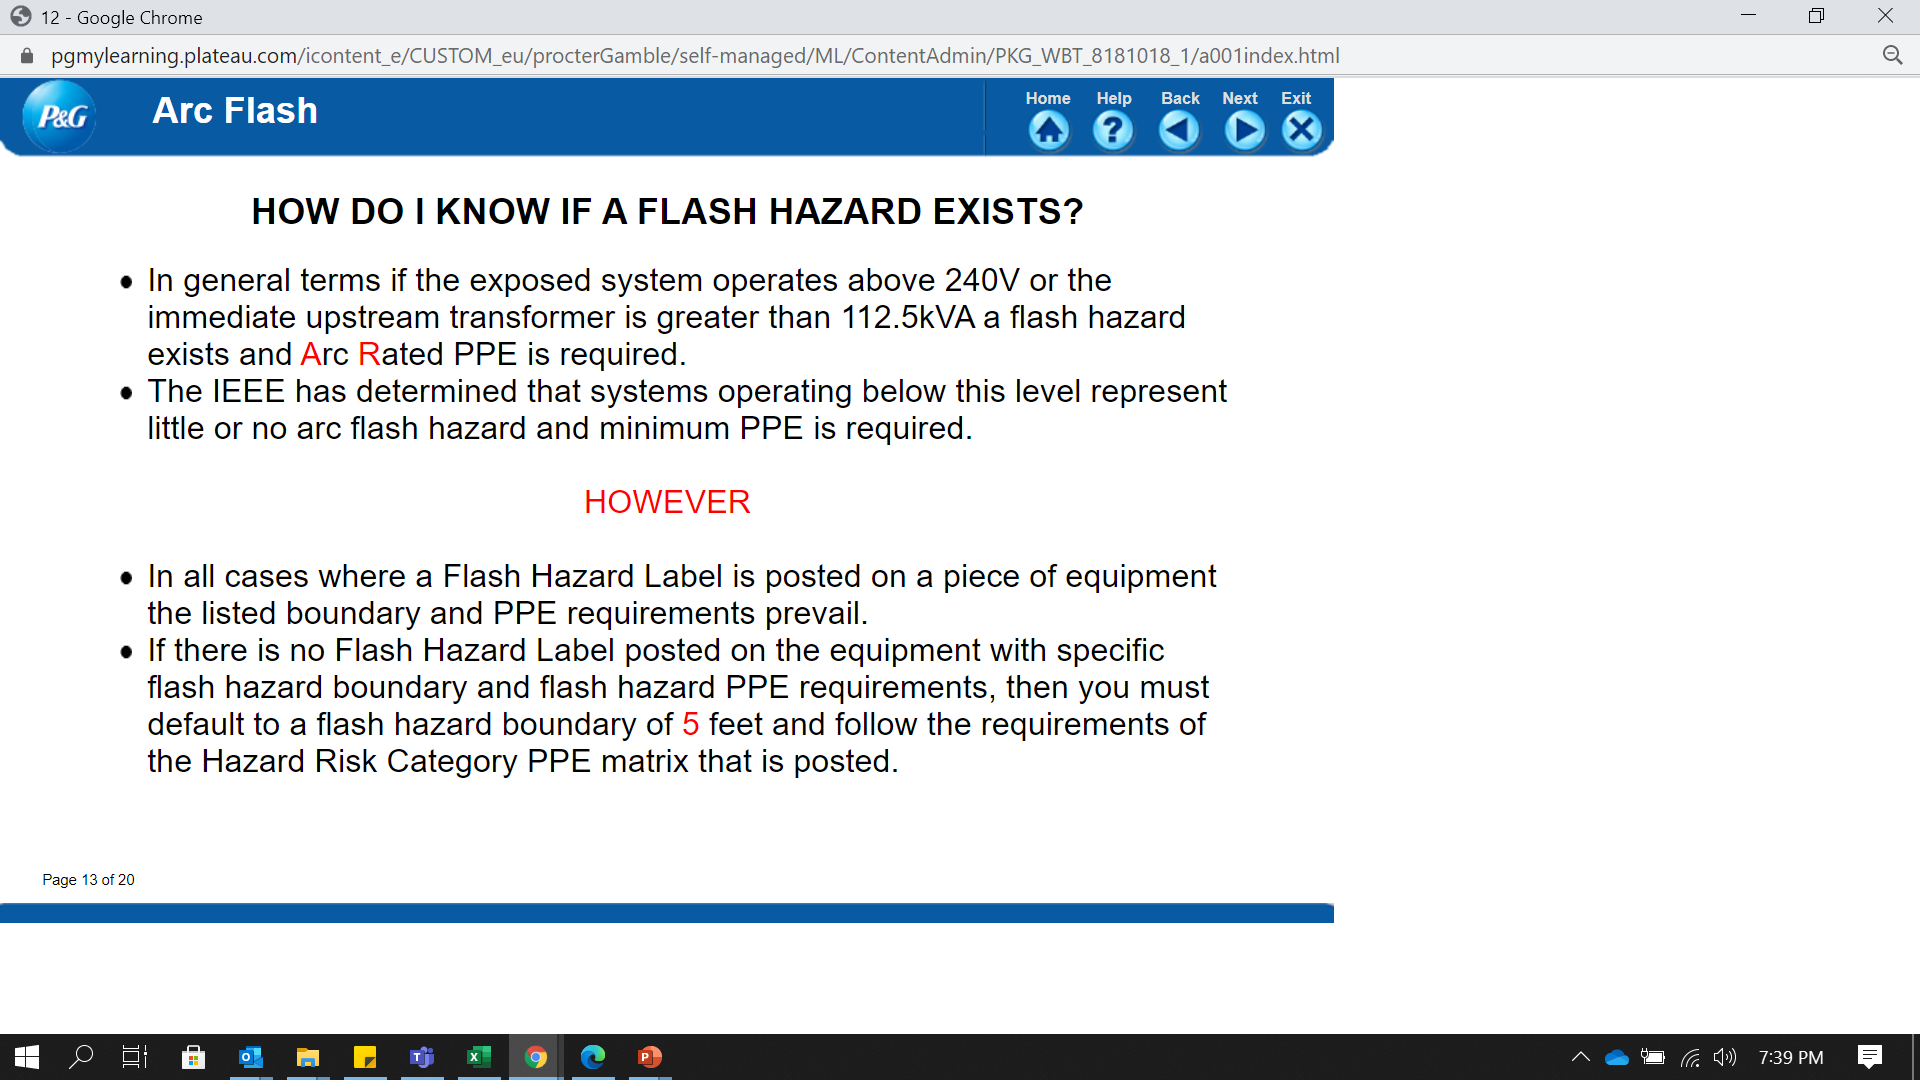 12 - Google Chrome
pgmylearning.plateau.com/icontent_e/CUSTOM_eu/procterGamble/self-managed/ML/ContentAdmin/PKG_WBT_8181018_1/a001index.html
P&G
Arc Flash
Home Help Back Next Exit
HOW DO I KNOW IF A FLASH HAZARD EXISTS?
• In general terms if the exposed system operates above 240V or the
immediate upstream transformer is greater than 112.5kVA a flash hazard
exists and Arc Rated PPE is required.
• The IEEE has determined that systems operating below this level represent
little or no arc flash hazard and minimum PPE is required.
HOWEVER
• In all cases where a Flash Hazard Label is posted on a piece of equipment
the listed boundary and PPE requirements prevail.
• If there is no Flash Hazard Label posted on the equipment with specific
flash hazard boundary and flash hazard PPE requirements, then you must
default to a flash hazard boundary of 5 feet and follow the requirements of
the Hazard Risk Category PPE matrix that is posted.
Page 13 of 20
7:39 PM